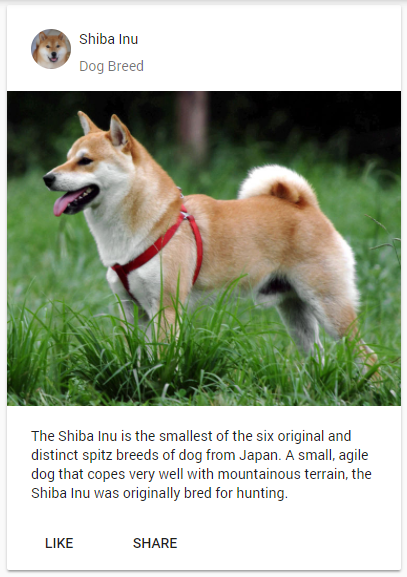 Shiba Inu
Dog Breed
The Shiba Inu is the smallest of the six original and
distinct spitz breeds of dog from Japan. A small, agile
dog that copes very well with mountainous terrain, the
Shiba Inu was originally bred for hunting.
LIKE SHARE